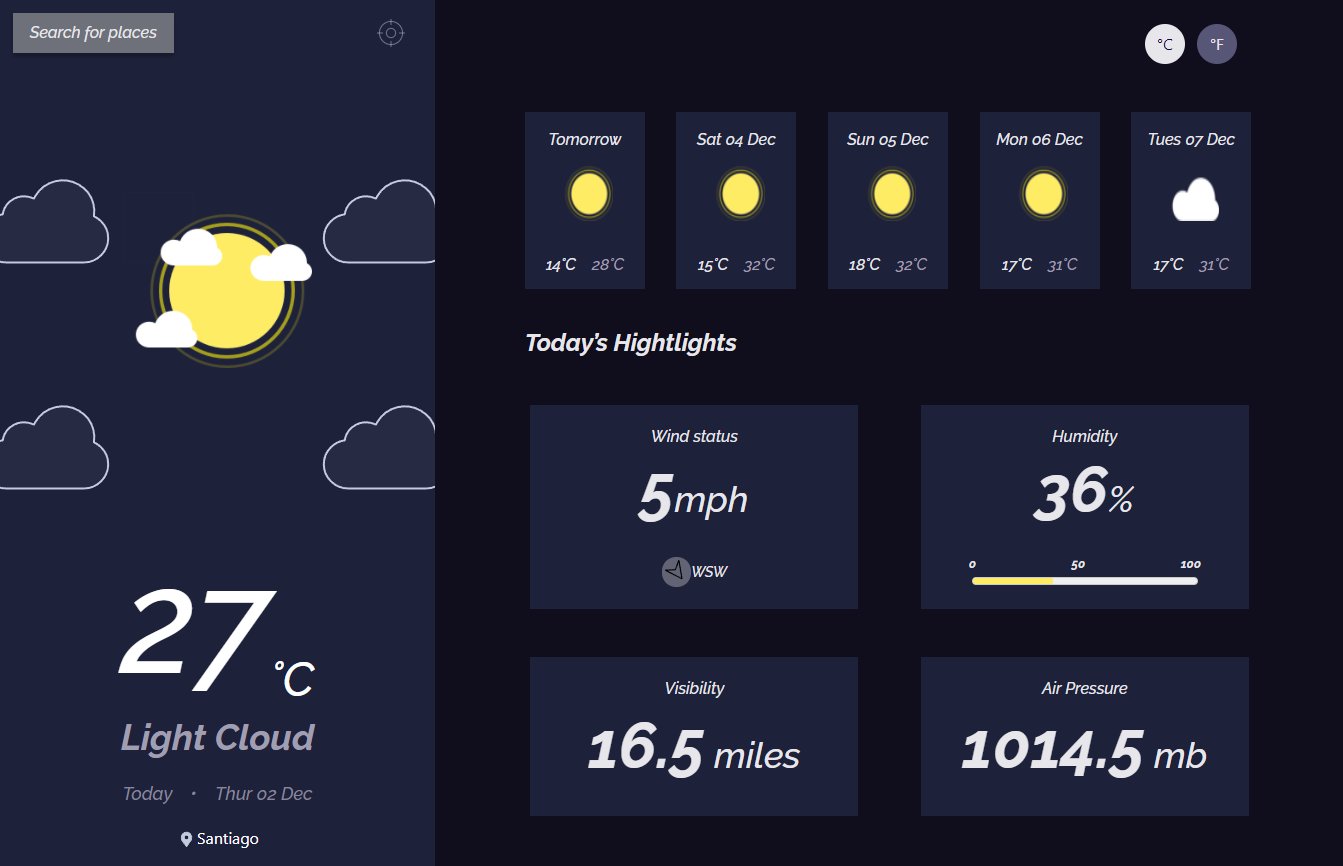 Search for places
27°C
Light Cloud
Today • Thur 02 Dec
Santiago
°C °F
Tomorrow
14°C 28°C
Sat 04 Dec
15°C 32°C
Sun 05 Dec
18°C 32°C
Mon 06 Dec
17°C 31°C
Tues 07 Dec
17°C 31°C
Today's Hightlights
Wind status
5mph
WSW
Humidity
36%
0 50 100
Visibility
16.5 miles
Air Pressure
1014.5 mb